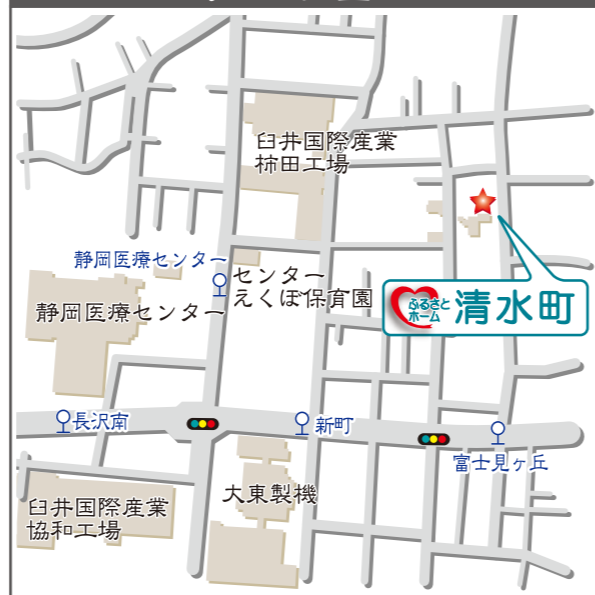 臼井国際産業
柿田工場
静岡医療センター
センター
えくぼ保育園
静岡医療センター
ふるさと
ホーム
清水町
長沢南
新町
富士見ヶ丘
大東製機
臼井国際産業
協和工場